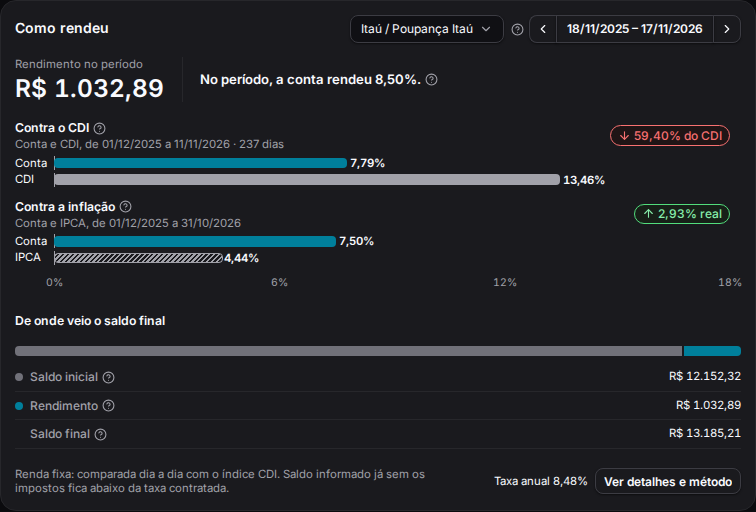 Como rendeu
Itaú / Poupança Itaú
18/11/2025 – 17/11/2026
Rendimento no período
R$ 1.032,89
No período, a conta rendeu 8,50%.
Contra o CDI
59,40% do CDI
Conta e CDI, de 01/12/2025 a 11/11/2026 · 237 dias
Conta 7,79%
CDI 13,46%
Contra a inflação
2,93% real
Conta e IPCA, de 01/12/2025 a 31/10/2026
Conta 7,50%
IPCA 4,44%
0% 6% 12% 18%
De onde veio o saldo final
Saldo inicial R$ 12.152,32
Rendimento R$ 1.032,89
Saldo final R$ 13.185,21
Renda fixa: comparada dia a dia com o índice CDI. Saldo informado já sem os
impostos fica abaixo da taxa contratada.
Taxa anual 8,48%
Ver detalhes e método